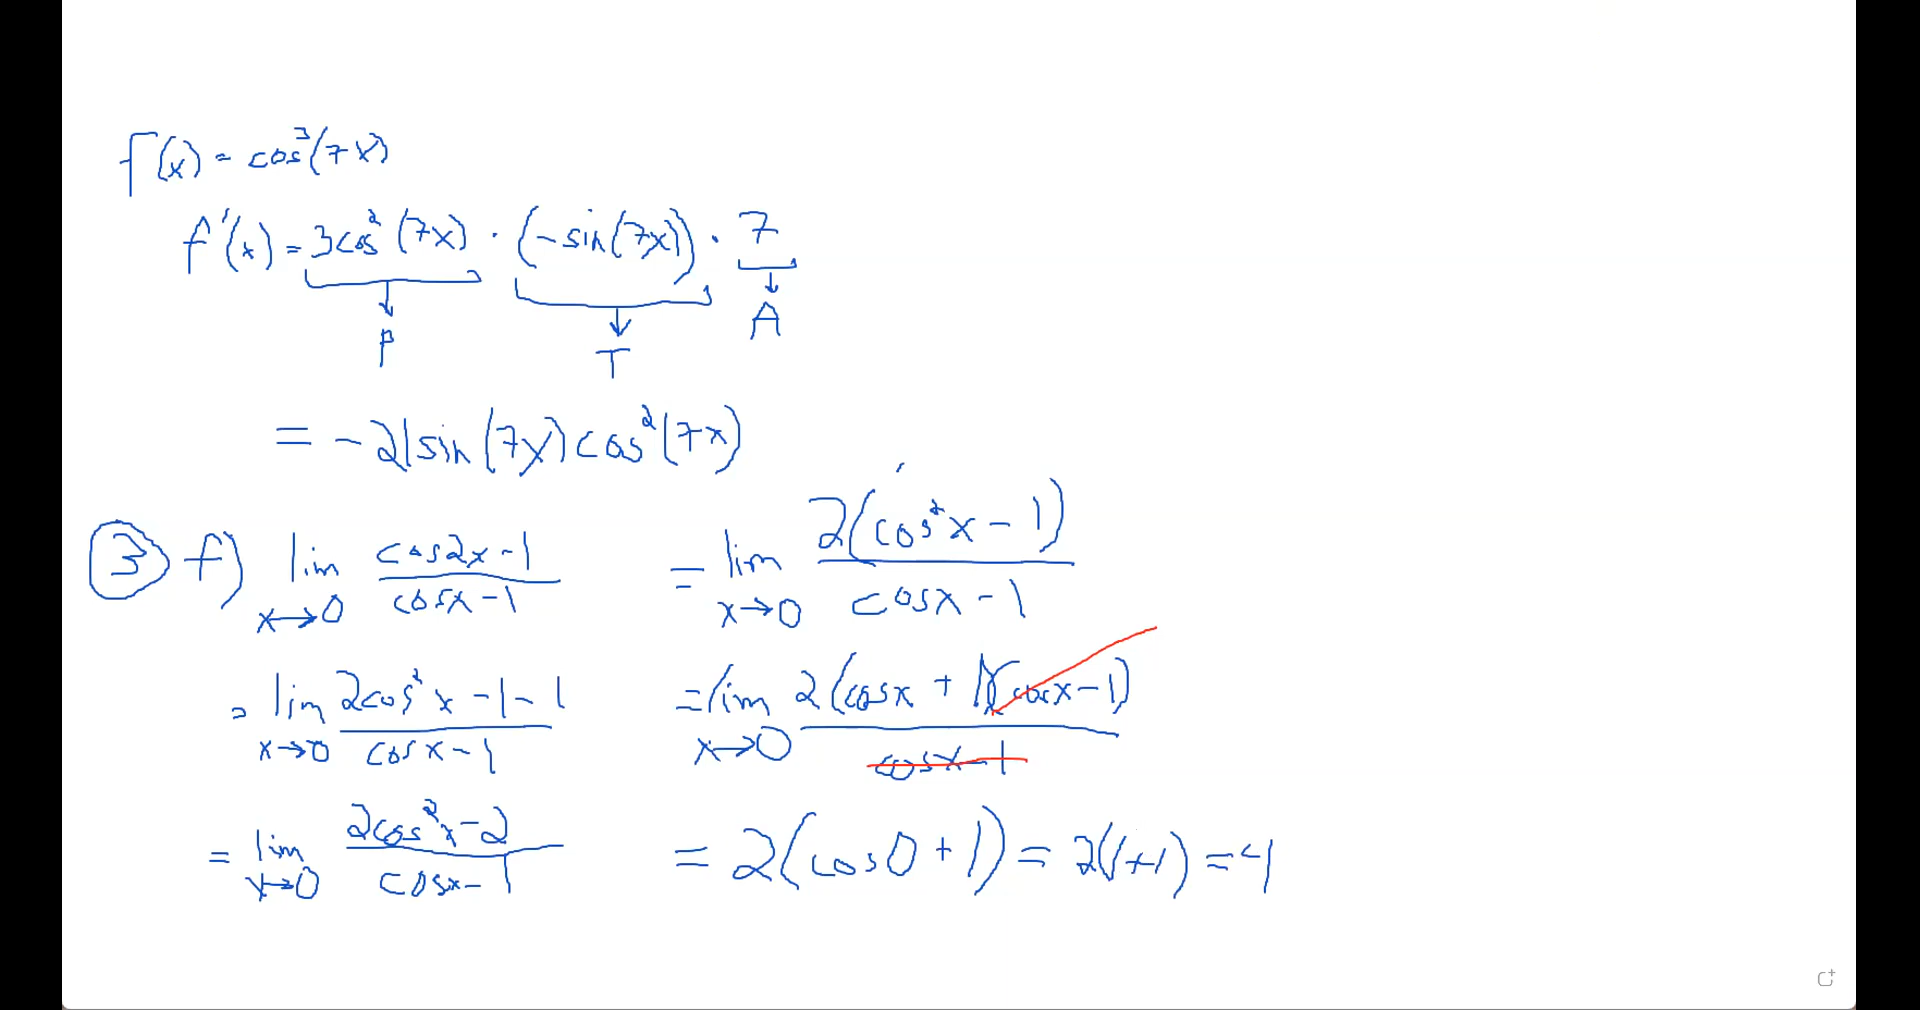 f(x) = cos³(7x)
f'(x) = 3cos²(7x) · (-sin(7x)) · 7
P T A
= -21sin(7x)cos²(7x)
③ f) lim x→0 (cos2x-1)/(cosx-1)
= lim x→0 (2cos²x-1-1)/(cosx-1)
= lim x→0 (2cos²x-2)/(cosx-1)
= lim x→0 2(cos²x-1)/(cosx-1)
= lim x→0 2(cosx+1)(cosx-1)/(cosx-1)
= 2(cos0+1) = 2(1+1) = 4